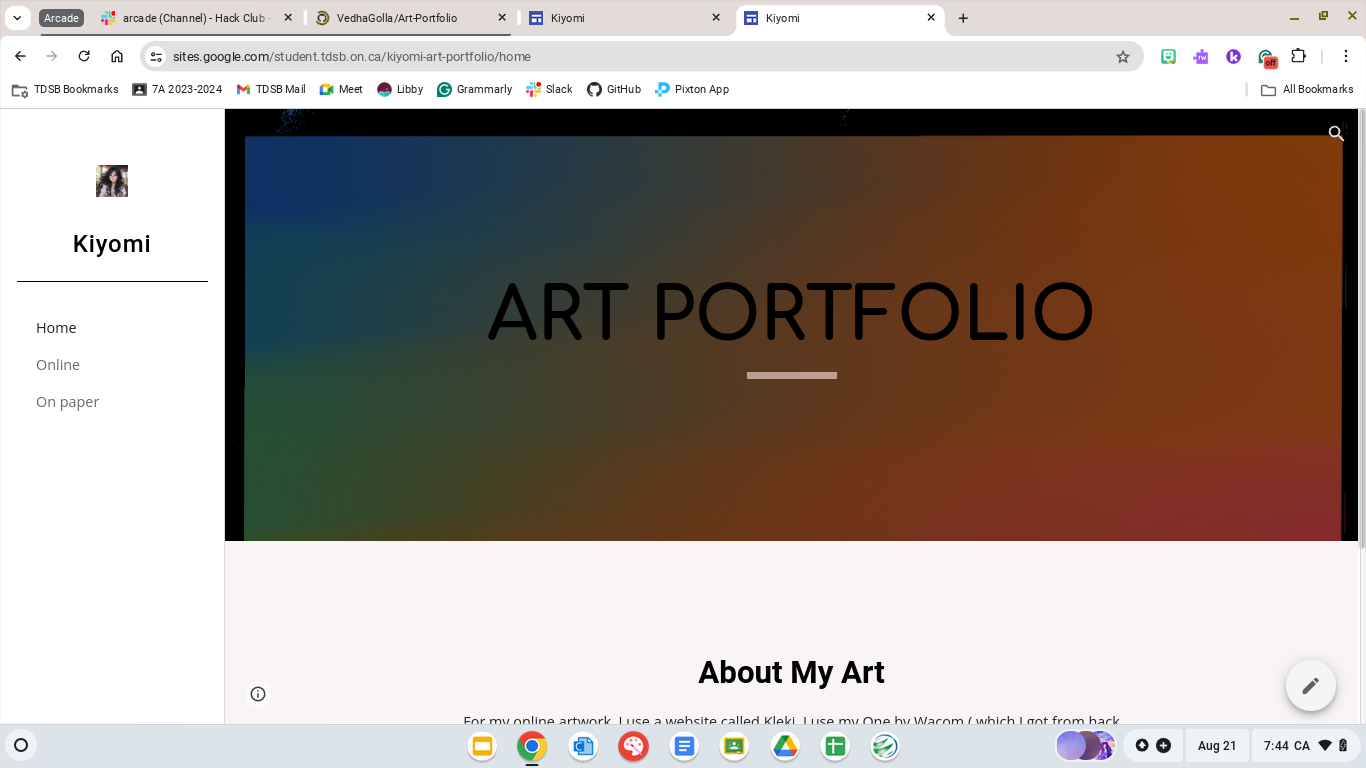 Arcade
arcade (Channel) - Hack Club -
VedhaGolla/Art-Portfolio
Kiyomi
Kiyomi
sites.google.com/student.tdsb.on.ca/kiyomi-art-portfolio/home
off
TDSB Bookmarks
7A 2023-2024
TDSB Mail
Meet
Libby
Grammarly
Slack
GitHub
Pixton App
All Bookmarks
Kiyomi
Home
Online
On paper
ART PORTFOLIO
About My Art
For my online artwork, I use a website called Kleki. I use my One by Wacom ( which I got from hack
Aug 21
7:44 CA